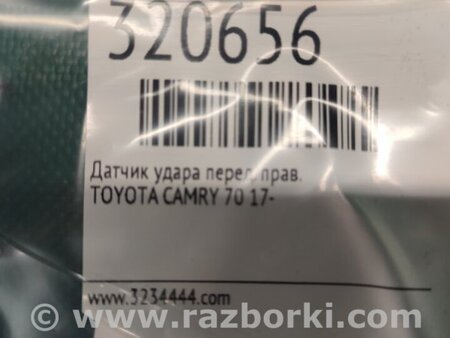 320656
Датчик удара перед. прав.
TOYOTA CAMRY 70 17-
www.3234444.com
www.razborki.com